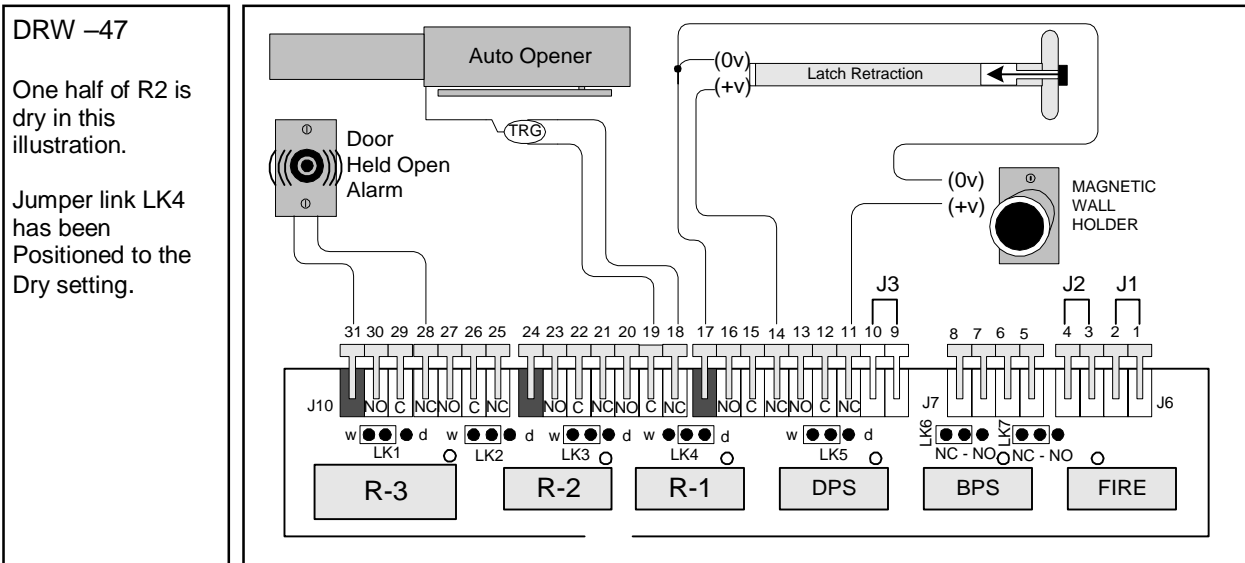 DRW –47
One half of R2 is
dry in this
illustration.
Jumper link LK4
has been
Positioned to the
Dry setting.
Auto Opener
(0v)
(+v)
Latch Retraction
TRG
Door
Held Open
Alarm
(0v)
(+v)
MAGNETIC
WALL
HOLDER
J3
J2
J1
31 30 29 28 27 26 25
24 23 22 21 20 19 18
17 16 15 14 13 12 11 10 9
8 7 6 5
4 3 2 1
J10 NO C NC NO C NC
NO C NC NO C NC
NO C NC NO C NC
J7
J6
w d
LK1
w d
LK2
w d
LK3
w d
LK4
w d
LK5
LK6
NC - NO
LK7
NC - NO
R-3
R-2
R-1
DPS
BPS
FIRE